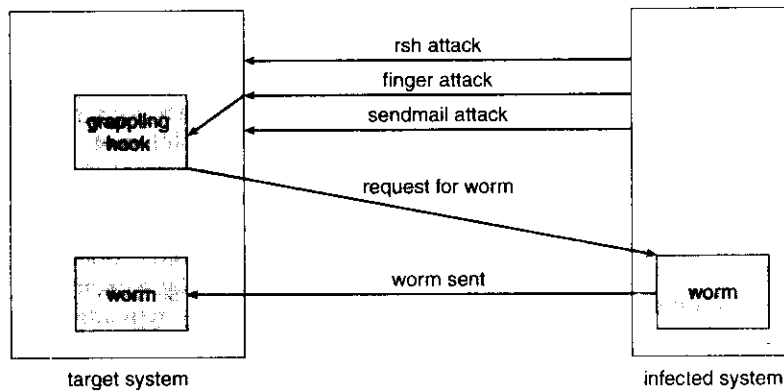 rsh attack
finger attack
sendmail attack
grappling
hook
request for worm
worm sent
worm
worm
target system
infected system